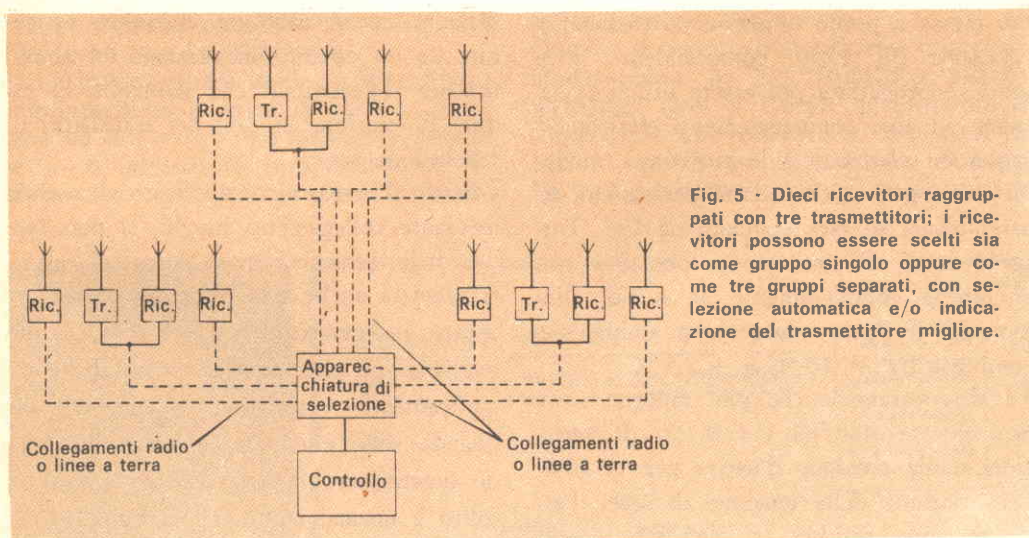 Ric.
Tr.
Ric.
Ric.
Ric.
Ric.
Tr.
Ric.
Ric.
Ric.
Tr.
Ric.
Ric.
Apparec-
chiatura di
selezione
Collegamenti radio
o linee a terra
Collegamenti radio
o linee a terra
Controllo
Fig. 5 - Dieci ricevitori raggrup-
pati con tre trasmettitori; i rice-
vitori possono essere scelti sia
come gruppo singolo oppure co-
me tre gruppi separati, con se-
lezione automatica e/o indica-
zione del trasmettitore migliore.